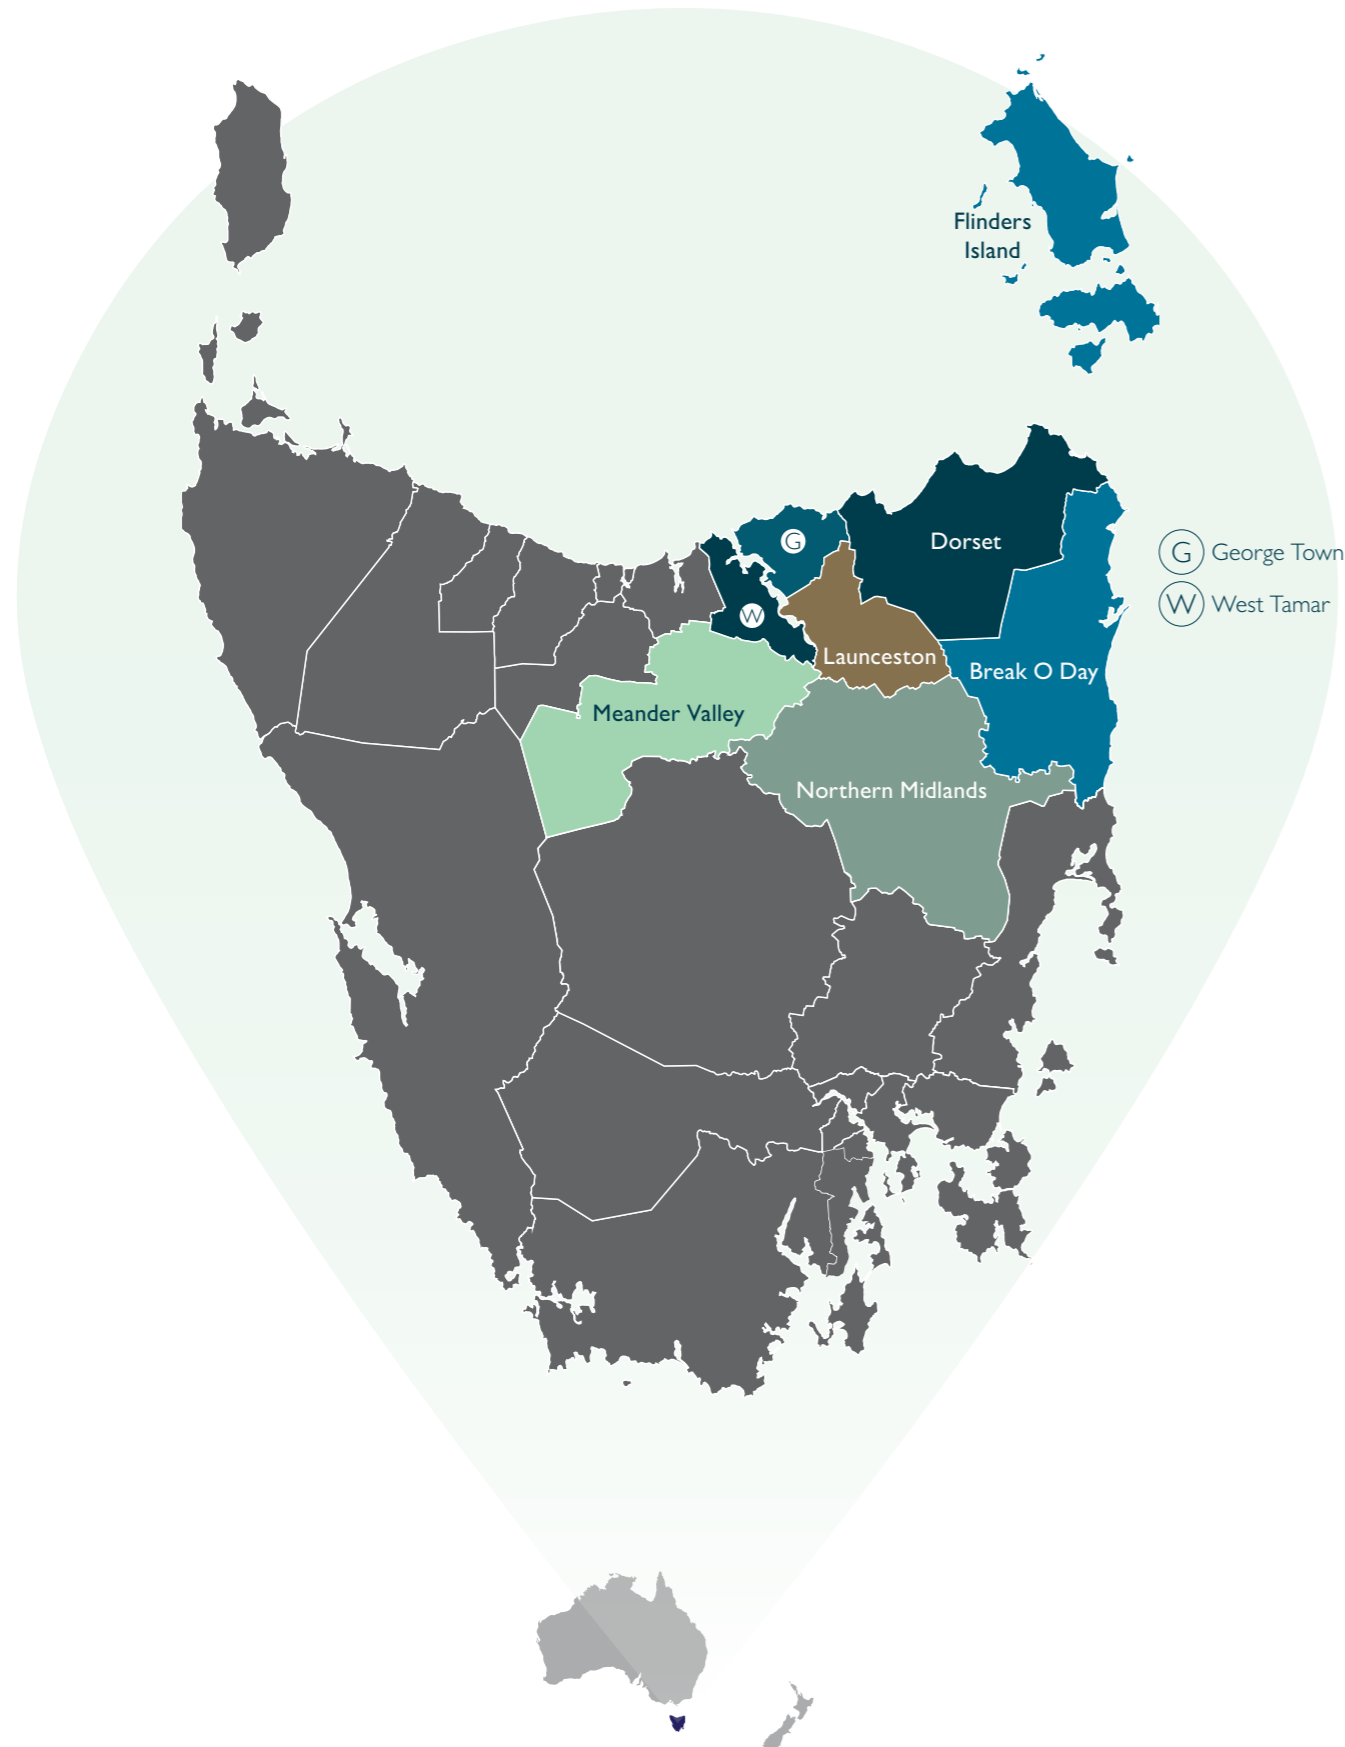 Flinders
Island
G
Dorset
G George Town
W West Tamar
W
Launceston
Break O Day
Meander Valley
Northern Midlands